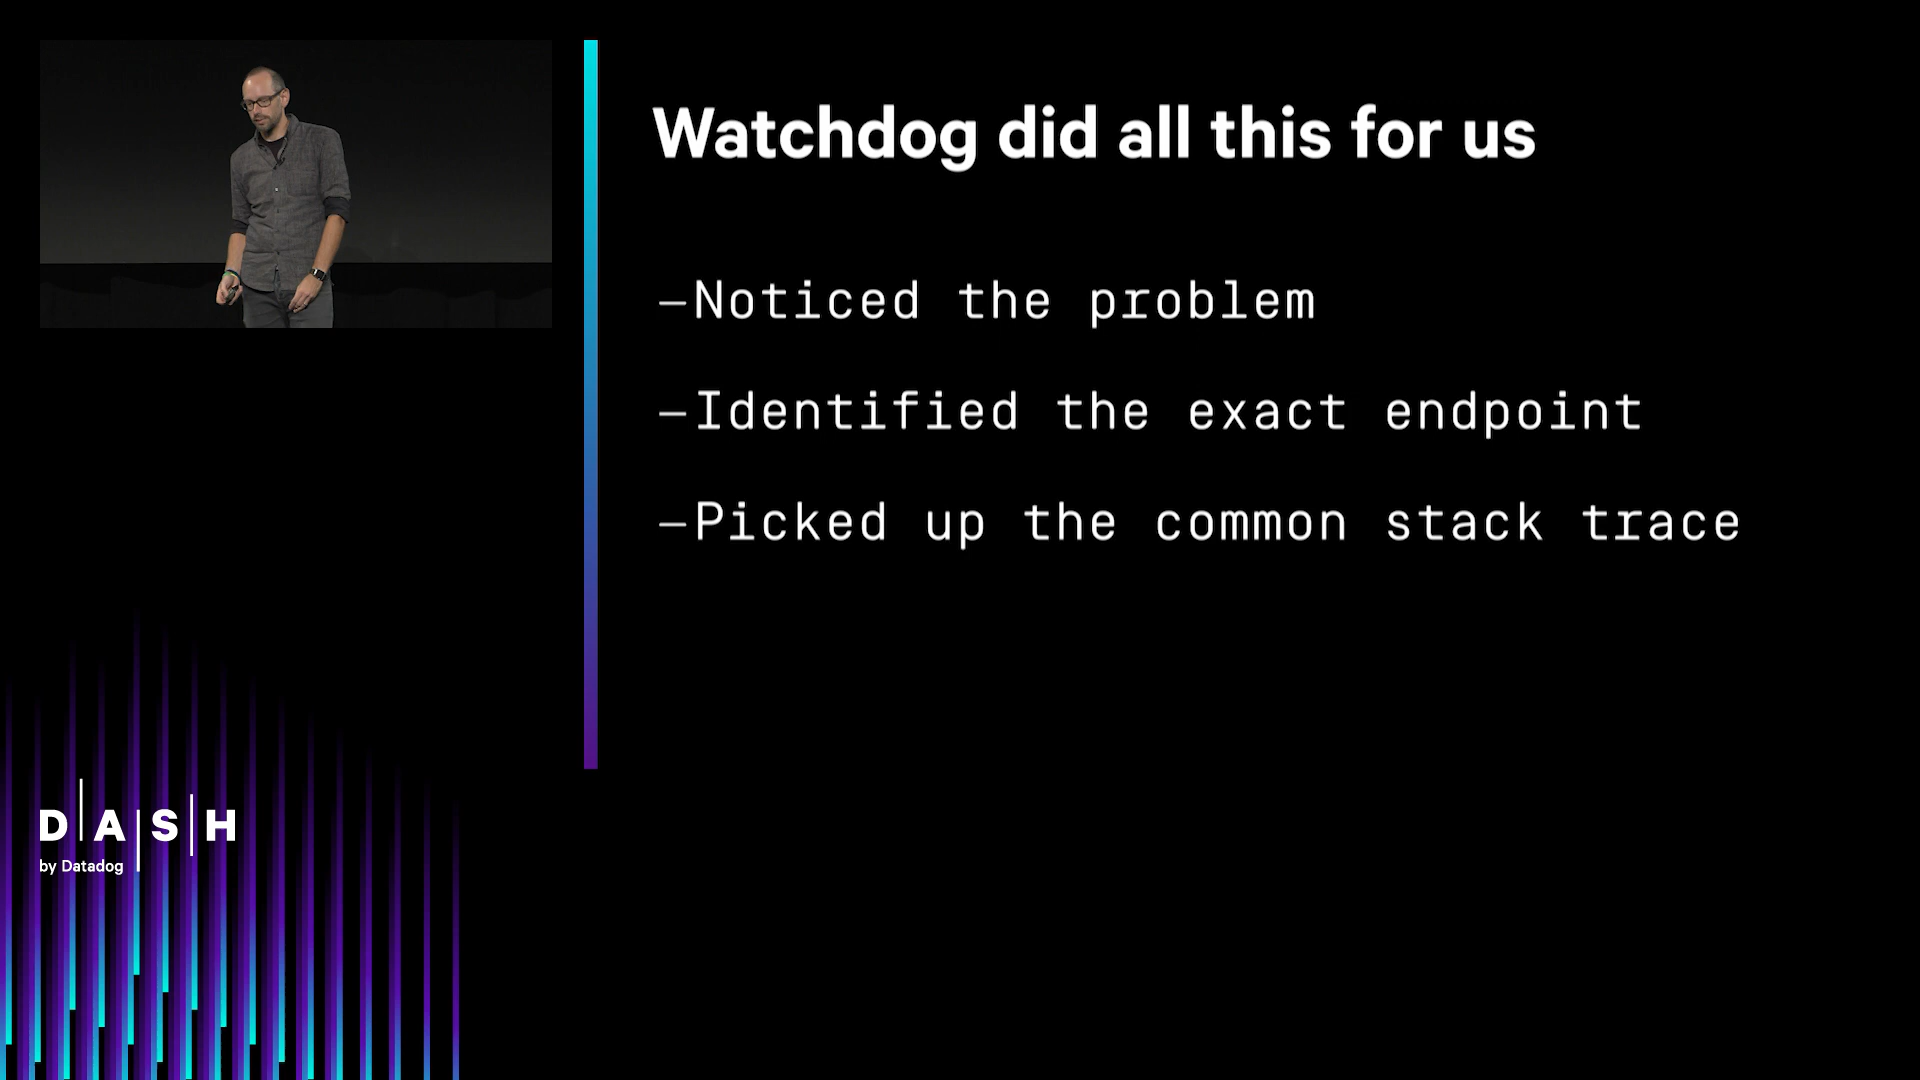 Watchdog did all this for us
—Noticed the problem
—Identified the exact endpoint
—Picked up the common stack trace
DASH
by Datadog